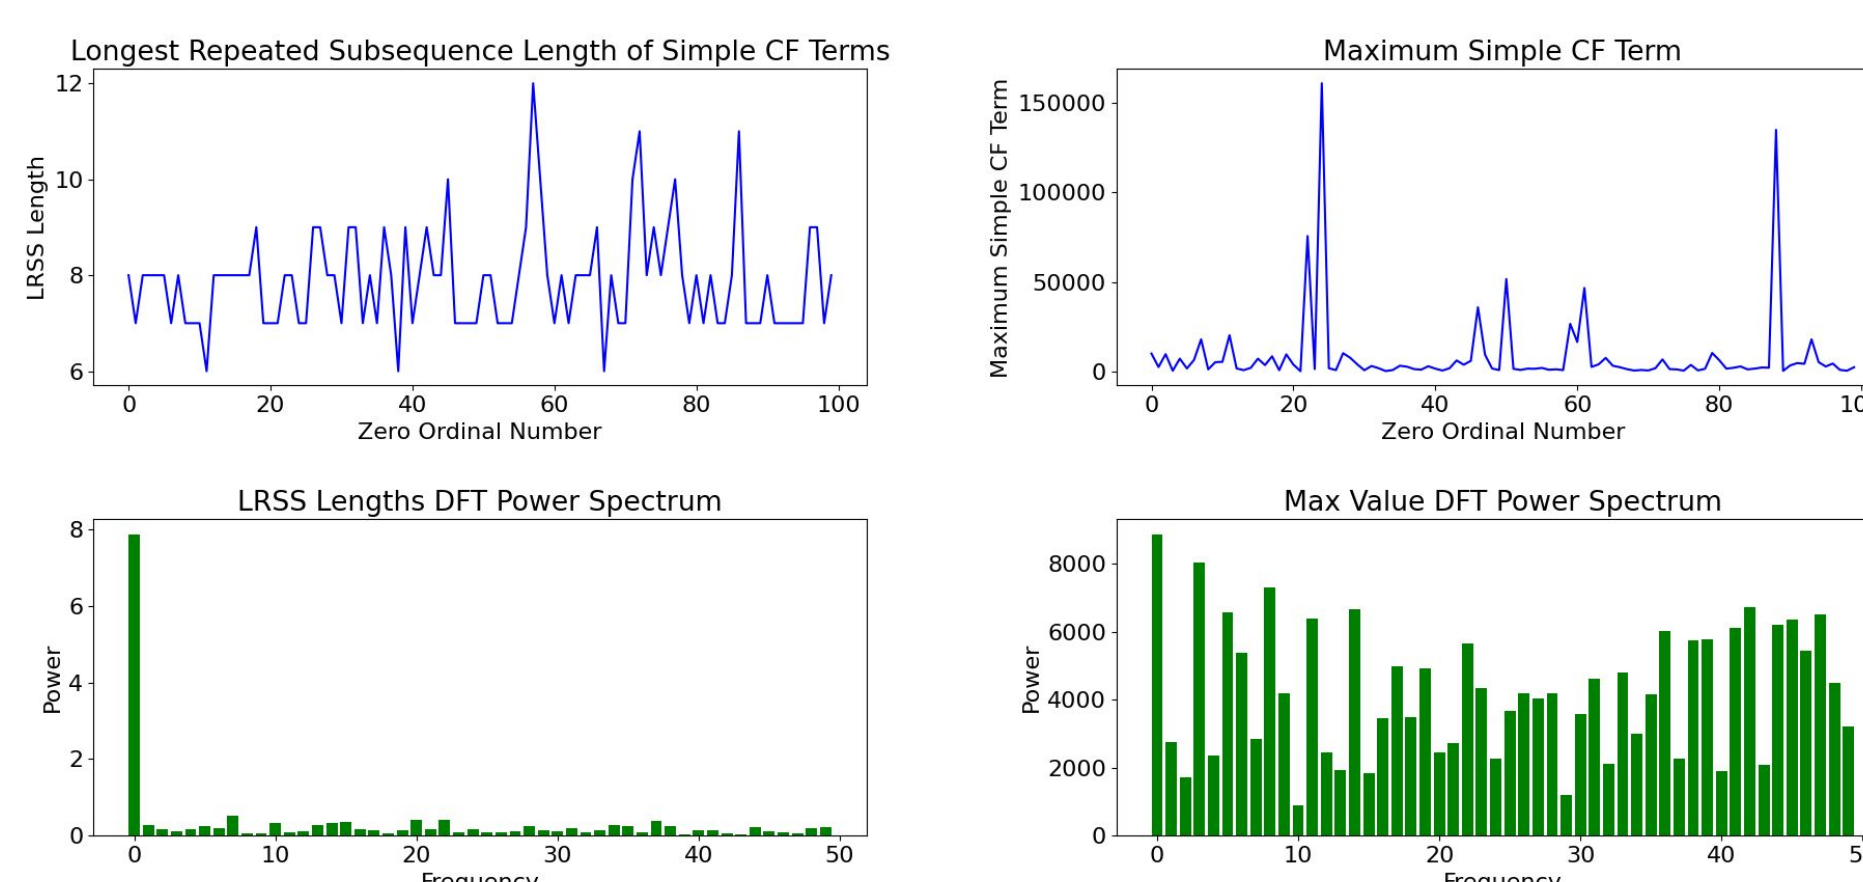 Longest Repeated Subsequence Length of Simple CF Terms
12
10
8
6
LRSS Length
0 20 40 60 80 100
Zero Ordinal Number
Maximum Simple CF Term
150000
100000
50000
0
Maximum Simple CF Term
0 20 40 60 80 10
Zero Ordinal Number
LRSS Lengths DFT Power Spectrum
8
6
4
2
0
Power
0 10 20 30 40 50
Frequency
Max Value DFT Power Spectrum
8000
6000
4000
2000
0
Power
0 10 20 30 40 5
Frequency